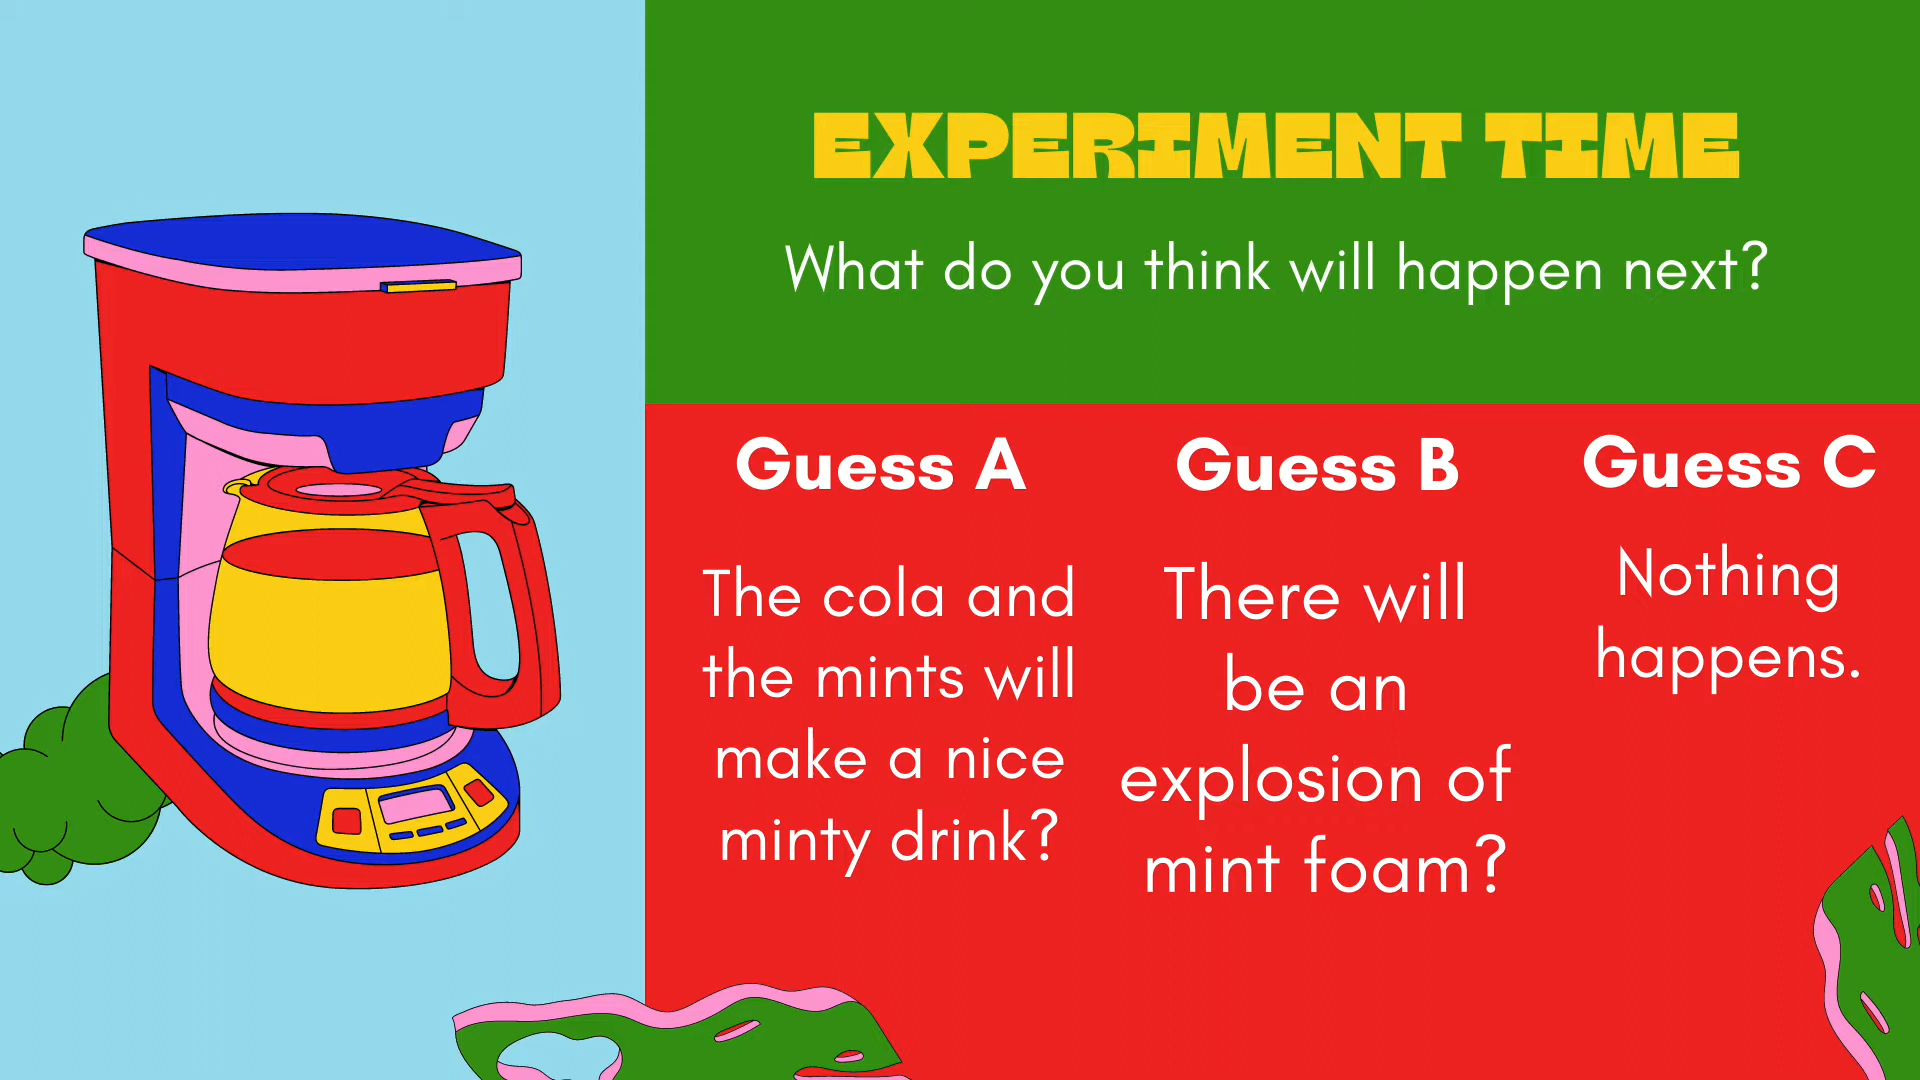 EXPERIMENT TIME
What do you think will happen next?
Guess A
The cola and
the mints will
make a nice
minty drink?
Guess B
There will
be an
explosion of
mint foam?
Guess C
Nothing
happens.